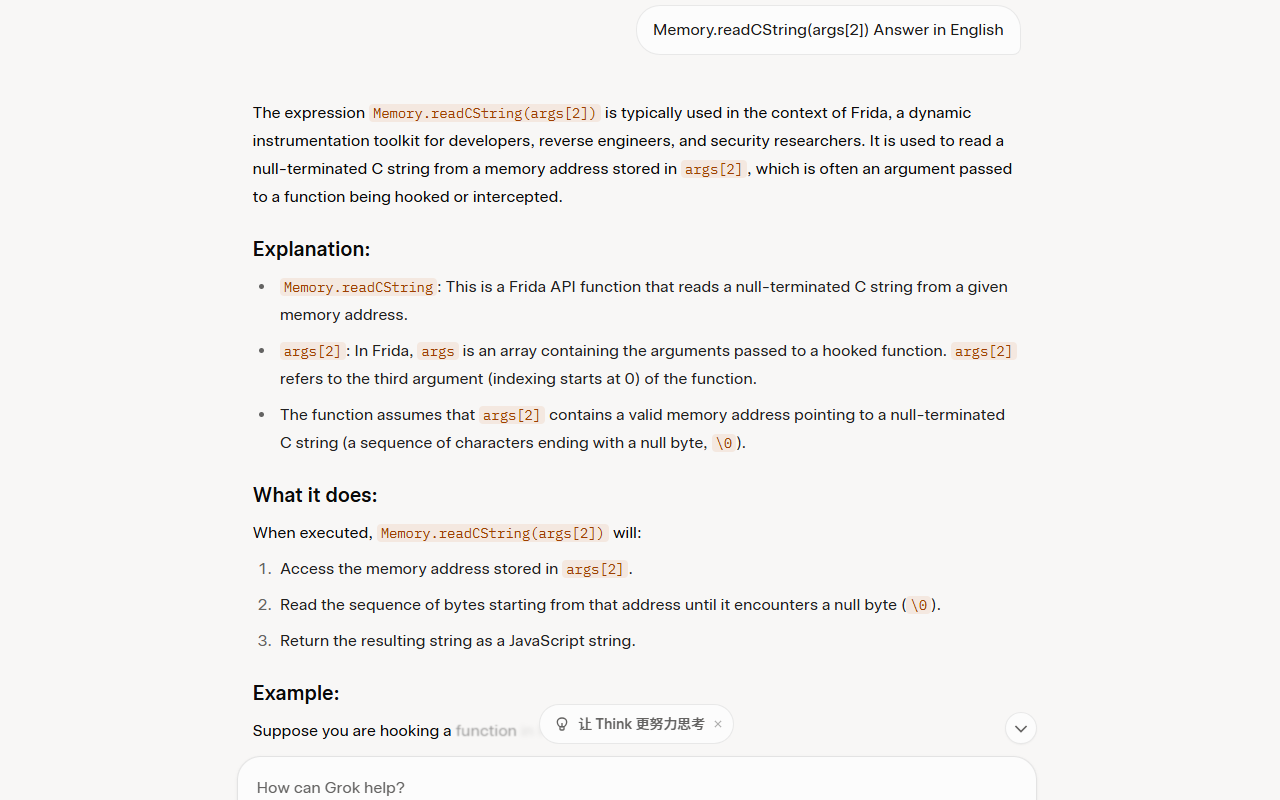 Memory.readCString(args[2]) Answer in English
The expression Memory.readCString(args[2]) is typically used in the context of Frida, a dynamic
instrumentation toolkit for developers, reverse engineers, and security researchers. It is used to read a
null-terminated C string from a memory address stored in args[2], which is often an argument passed
to a function being hooked or intercepted.
Explanation:
• Memory.readCString: This is a Frida API function that reads a null-terminated C string from a given
memory address.
• args[2]: In Frida, args is an array containing the arguments passed to a hooked function. args[2]
refers to the third argument (indexing starts at 0) of the function.
• The function assumes that args[2] contains a valid memory address pointing to a null-terminated
C string (a sequence of characters ending with a null byte, \0).
What it does:
When executed, Memory.readCString(args[2]) will:
1. Access the memory address stored in args[2].
2. Read the sequence of bytes starting from that address until it encounters a null byte (\0).
3. Return the resulting string as a JavaScript string.
Example:
Suppose you are hooking a function
让 Think 更努力思考 ×
How can Grok help?